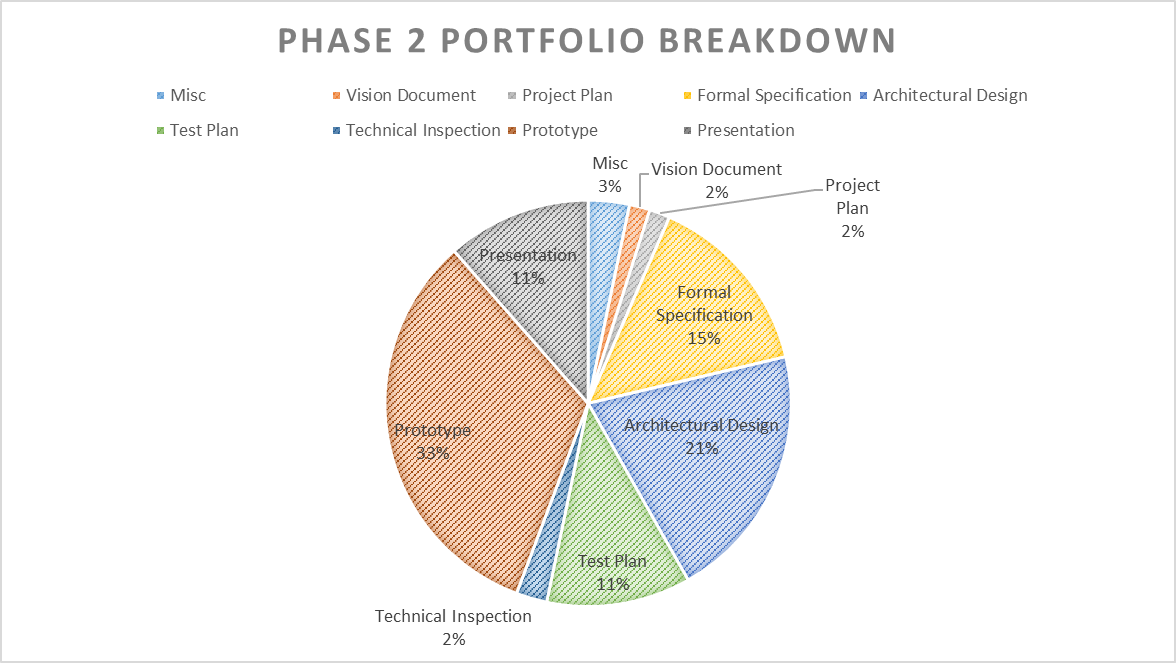 PHASE 2 PORTFOLIO BREAKDOWN
Misc
Vision Document
Project Plan
Formal Specification
Architectural Design
Test Plan
Technical Inspection
Prototype
Presentation
Misc
3%
Vision Document
2%
Project
Plan
2%
Formal
Specification
15%
Architectural Design
21%
Test Plan
11%
Technical Inspection
2%
Prototype
33%
Presentation
11%